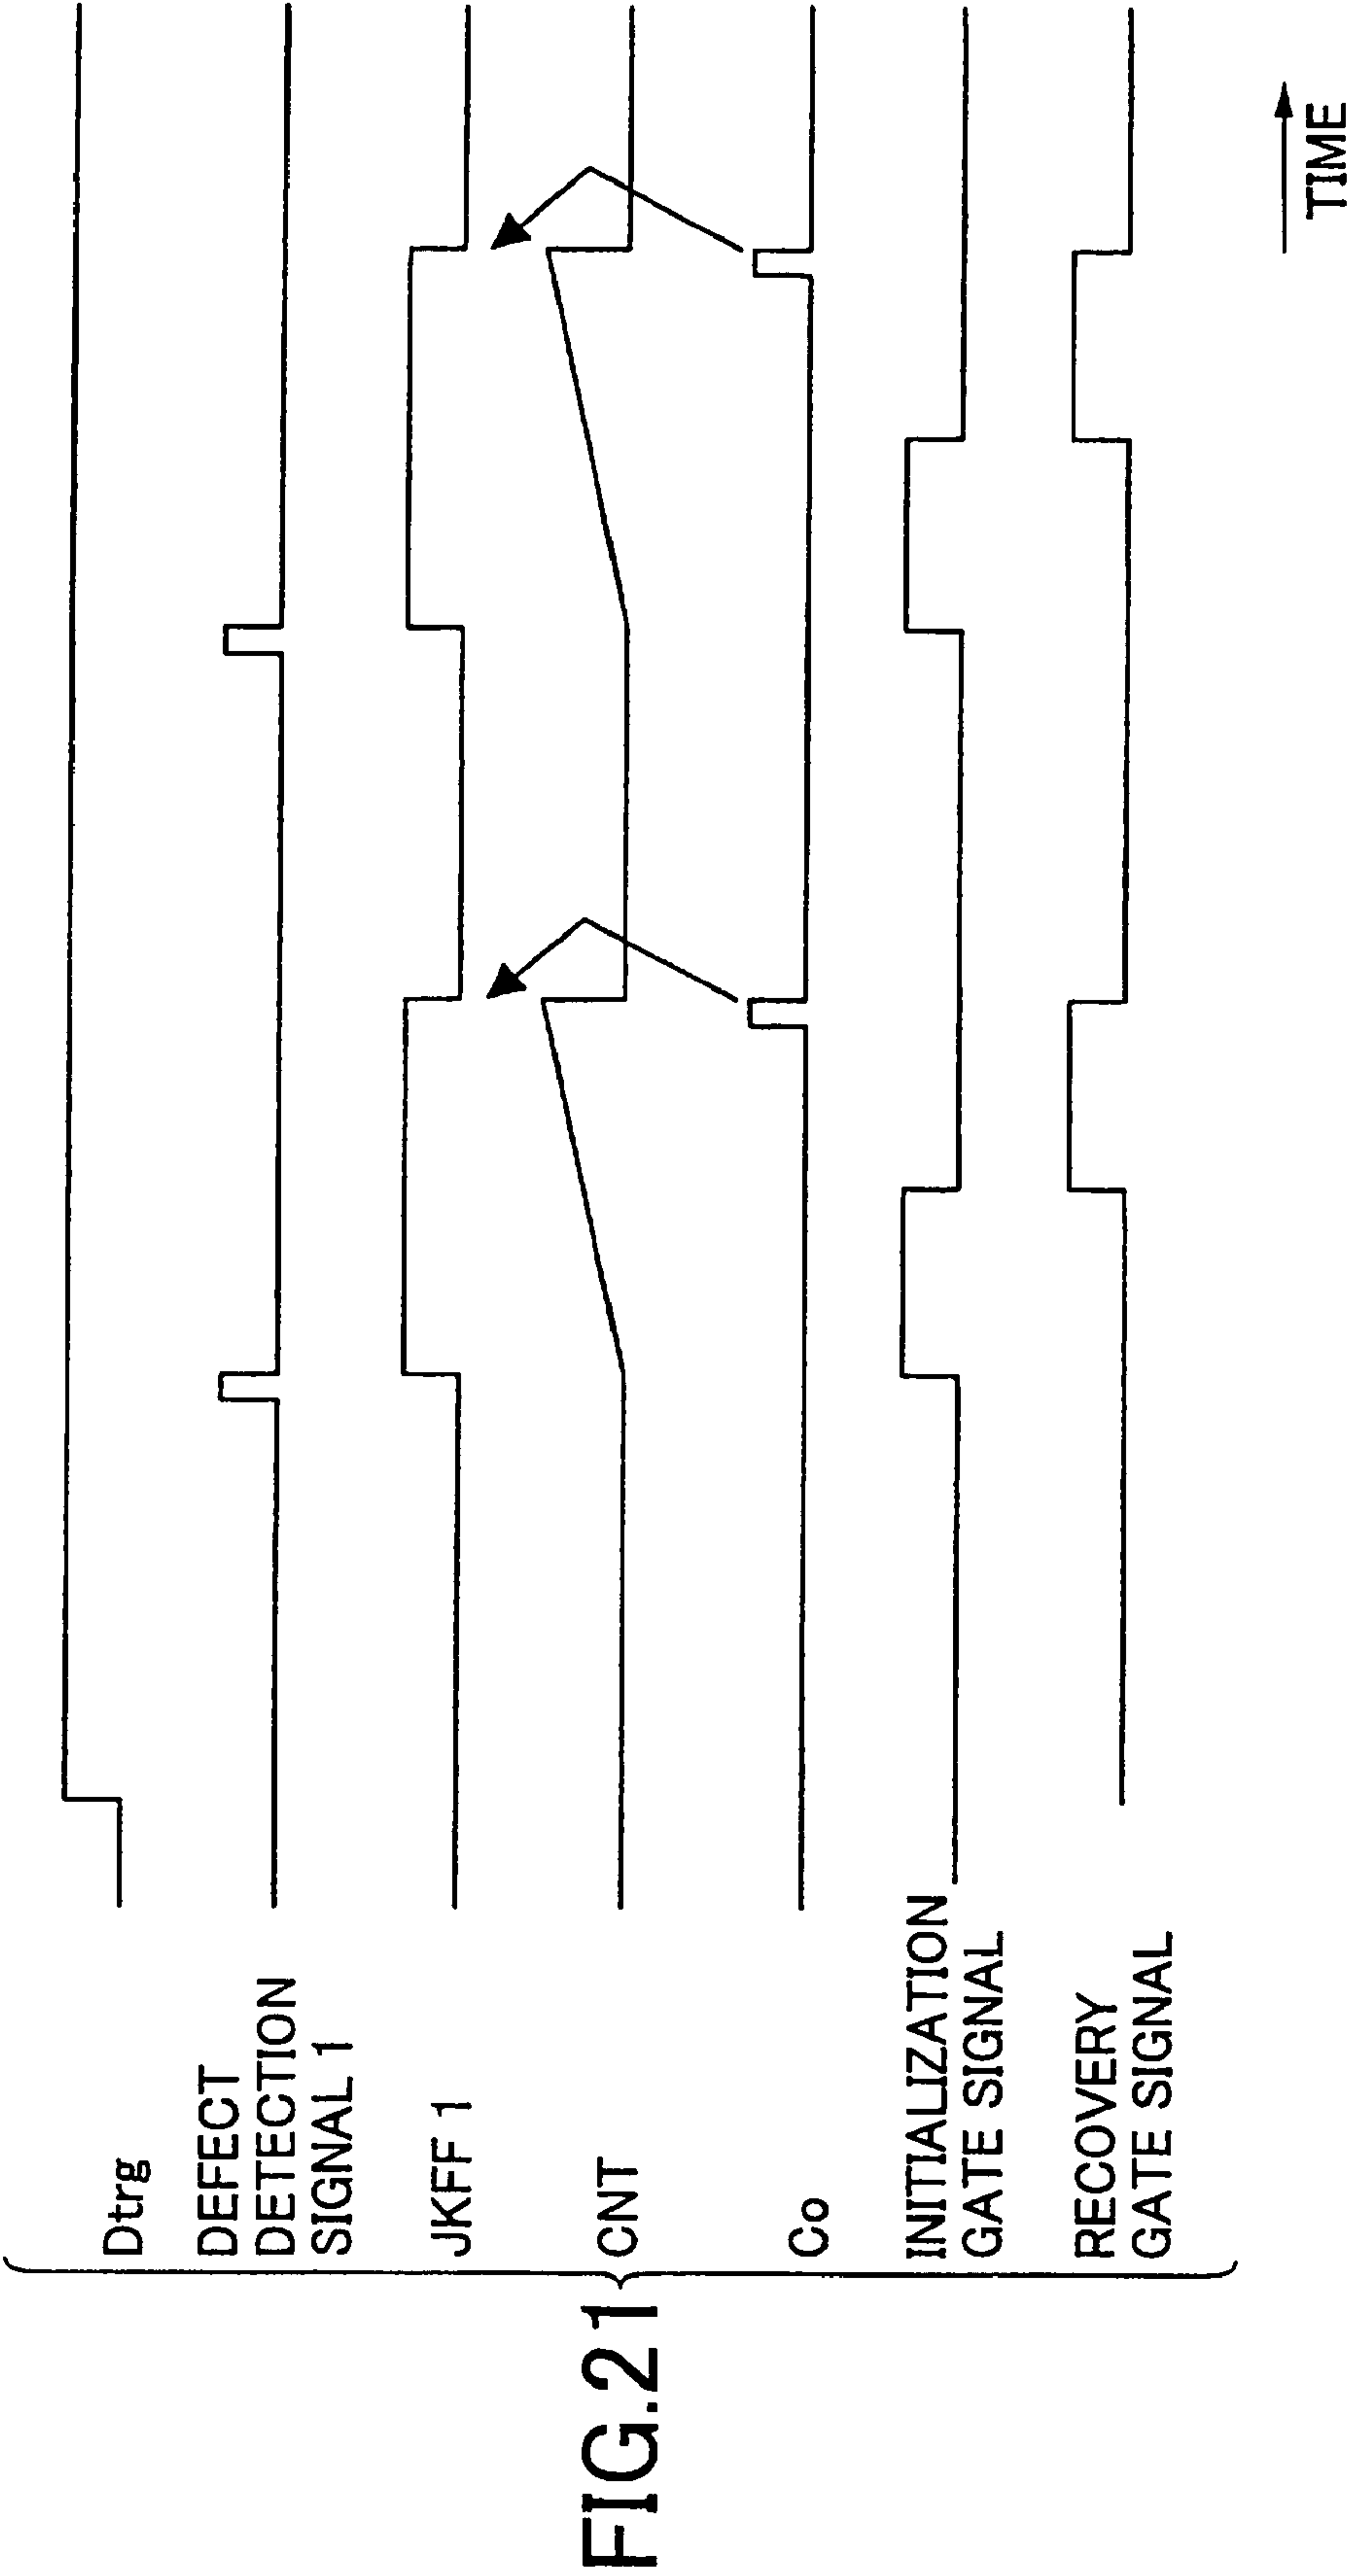 FIG.21
Dtrg
DEFECT
DETECTION
SIGNAL 1
JKFF 1
CNT
Co
INITIALIZATION
GATE SIGNAL
RECOVERY
GATE SIGNAL
TIME